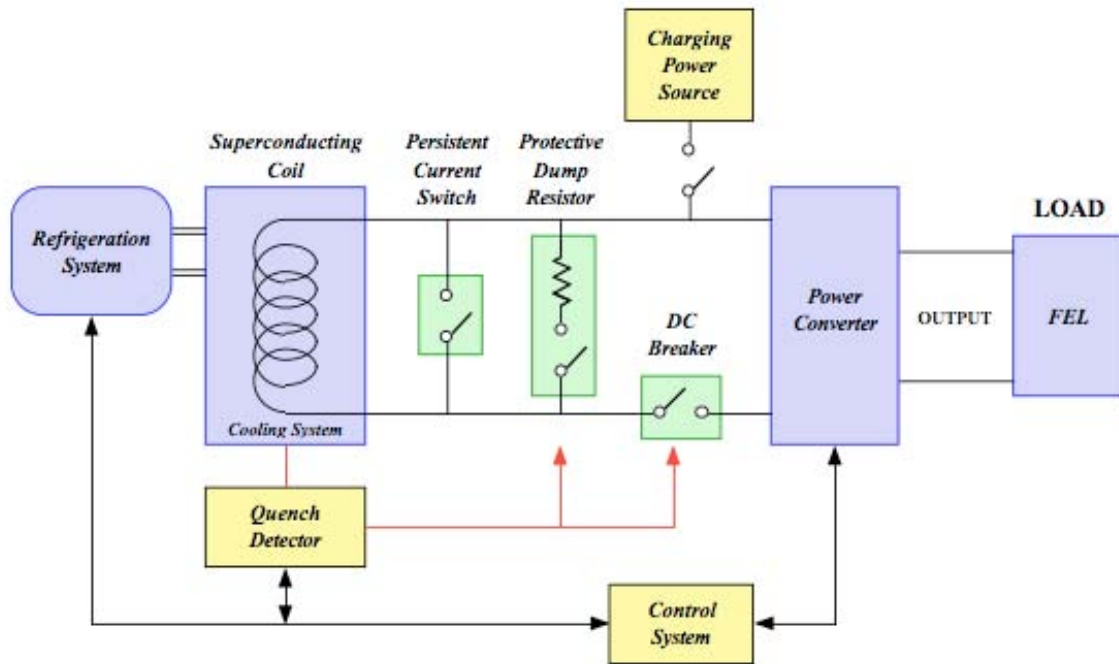 Charging
Power
Source
Superconducting
Coil
Persistent
Current
Switch
Protective
Dump
Resistor
Refrigeration
System
LOAD
DC
Breaker
Power
Converter
OUTPUT
FEL
Cooling System
Quench
Detector
Control
System